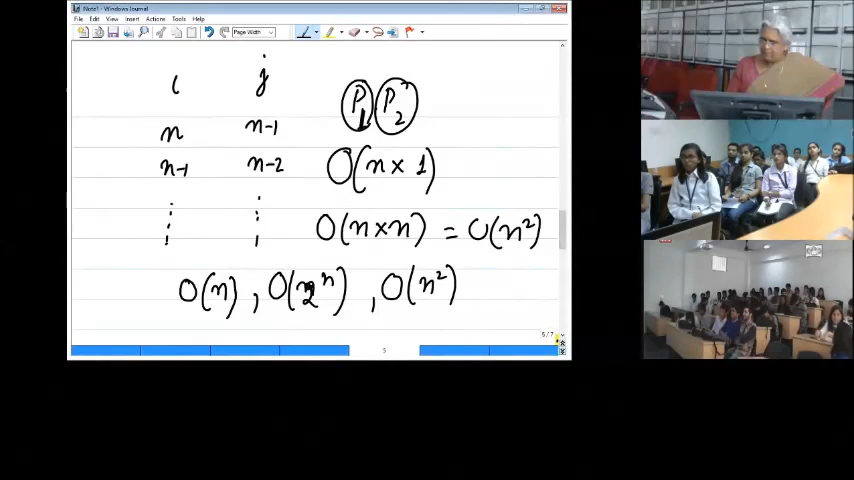 Note1 - Windows Journal
File Edit View Insert Actions Tools Help
Page Width
i j
n n-1 P1 P2
n-1 n-2 O(n×1)
O(n×n) = O(n²)
O(n), O(2ⁿ), O(n²)
5/7
5